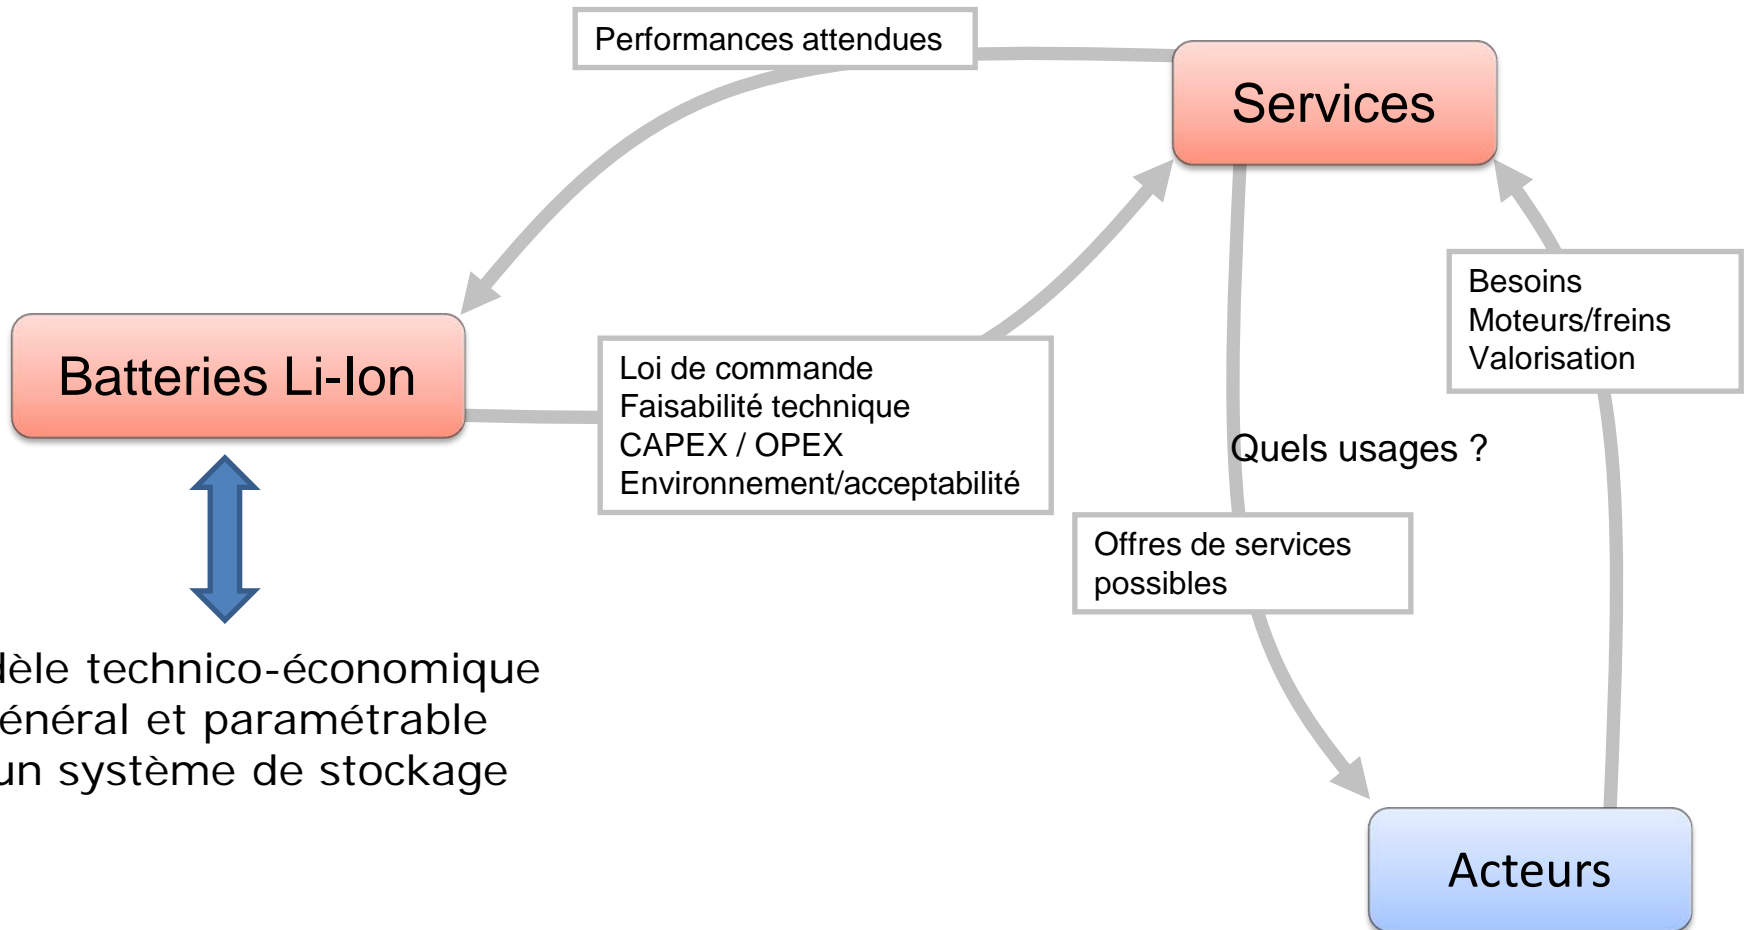 Performances attendues
Services
Batteries Li-Ion
Besoins
Moteurs/freins
Valorisation
Loi de commande
Faisabilité technique
CAPEX / OPEX
Environnement/acceptabilité
Quels usages ?
Offres de services
possibles
dèle technico-économique
énéral et paramétrable
un système de stockage
Acteurs